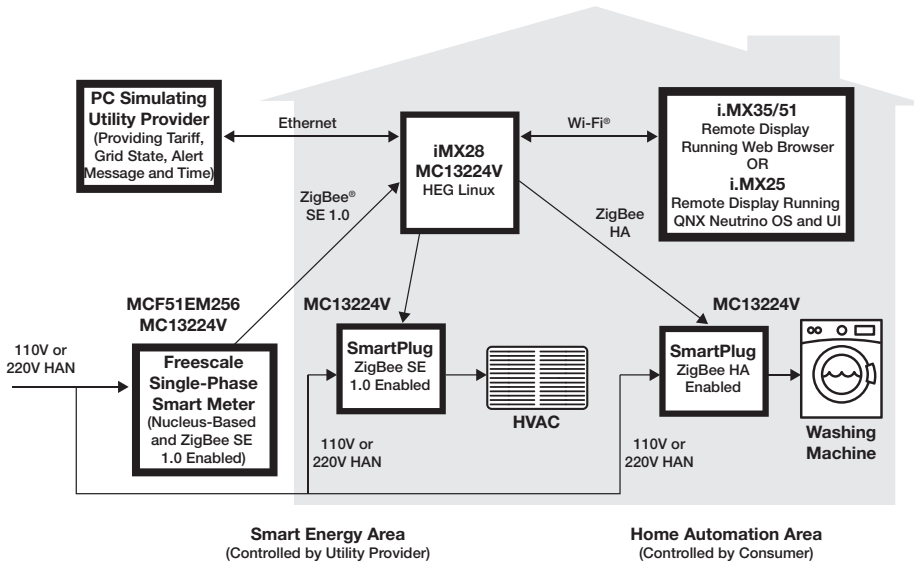 PC Simulating
Utility Provider
(Providing Tariff,
Grid State, Alert
Message and Time)
Ethernet
iMX28
MC13224V
HEG Linux
Wi-Fi®
i.MX35/51
Remote Display
Running Web Browser
OR
i.MX25
Remote Display Running
QNX Neutrino OS and UI
ZigBee®
SE 1.0
ZigBee
HA
MCF51EM256
MC13224V
110V or
220V HAN
Freescale
Single-Phase
Smart Meter
(Nucleus-Based
and ZigBee SE
1.0 Enabled)
MC13224V
SmartPlug
ZigBee SE
1.0 Enabled
HVAC
110V or
220V HAN
MC13224V
SmartPlug
ZigBee HA
Enabled
Washing
Machine
110V or
220V HAN
Smart Energy Area
(Controlled by Utility Provider)
Home Automation Area
(Controlled by Consumer)